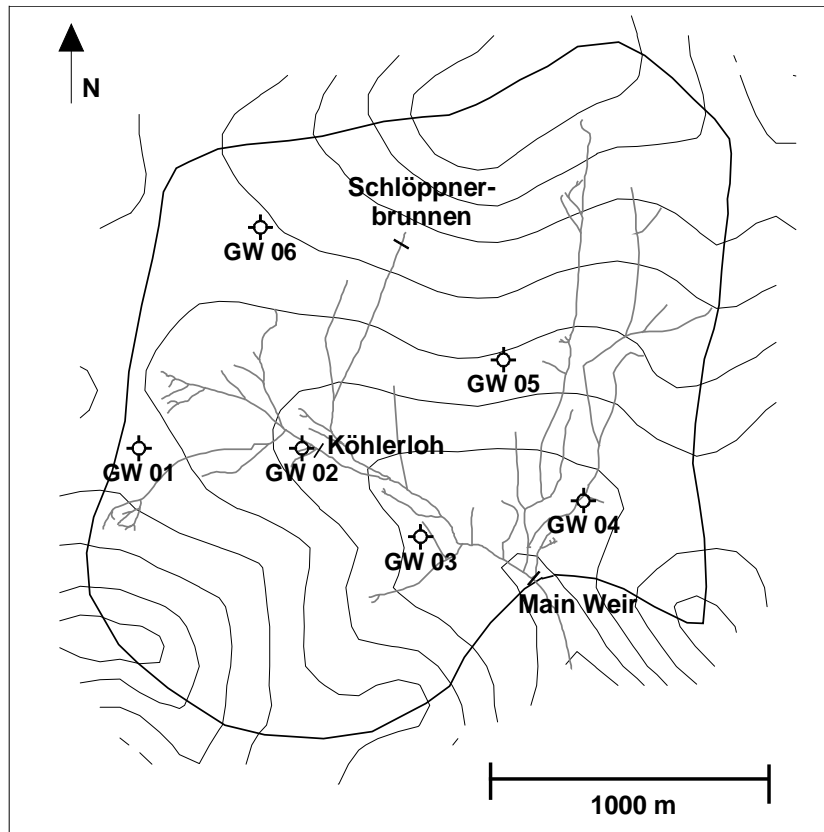 N
Schlöppner-
brunnen
GW 06
GW 05
GW 01
GW 02
Köhlerloh
GW 04
GW 03
Main Weir
1000 m